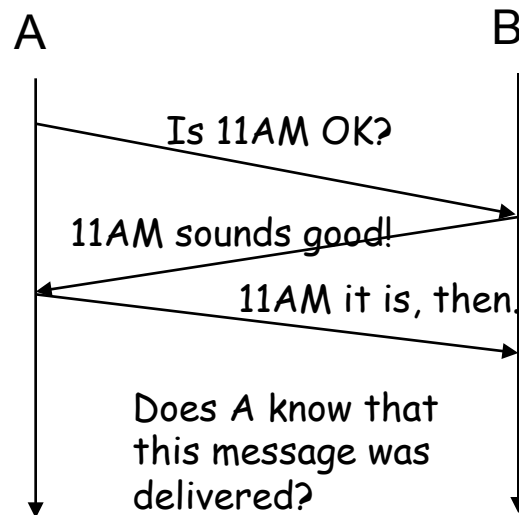 A
B
Is 11AM OK?
11AM sounds good!
11AM it is, then.
Does A know that
this message was
delivered?